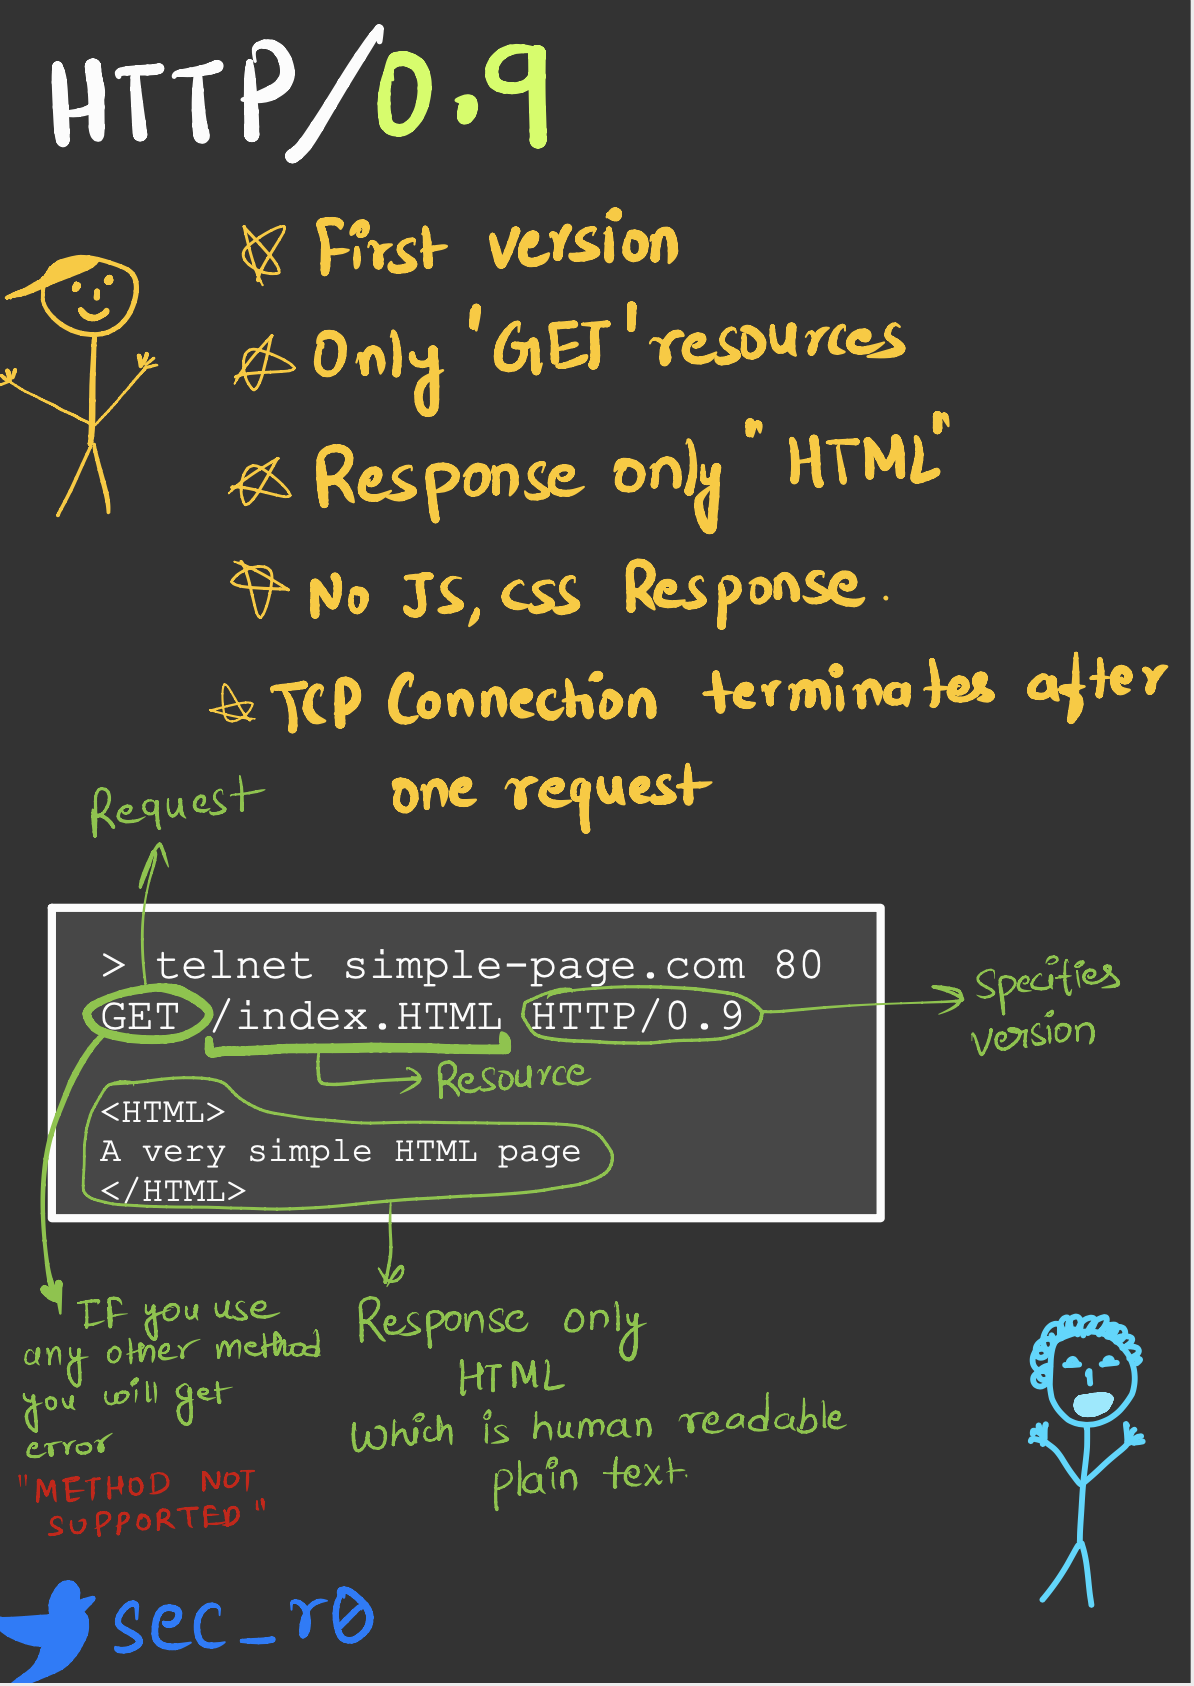 HTTP/0.9
First version
Only 'GET' resources
Response only "HTML"
No JS, CSS Response.
TCP Connection terminates after
one request
Request
> telnet simple-page.com 80
GET /index.HTML HTTP/0.9
Specifies
version
Resource
<HTML>
A very simple HTML page
</HTML>
IF you use
any other method
you will get
error
"METHOD NOT
SUPPORTED"
Response only
HTML
which is human readable
plain text.
sec_r0